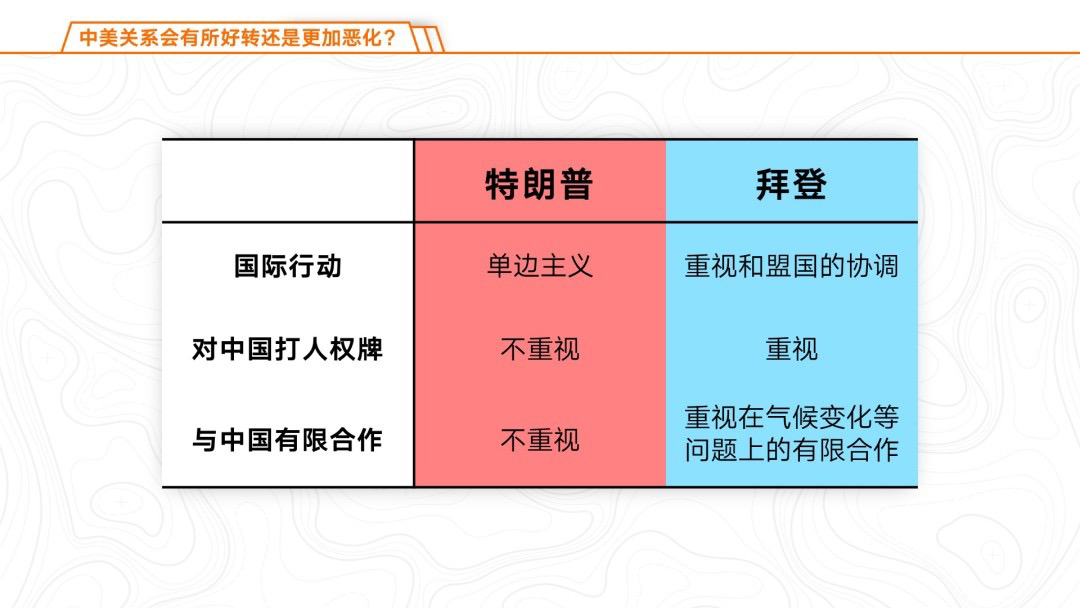 中美关系会有所好转还是更加恶化？
特朗普 拜登
国际行动 单边主义 重视和盟国的协调
对中国打人权牌 不重视 重视
与中国有限合作 不重视 重视在气候变化等
问题上的有限合作